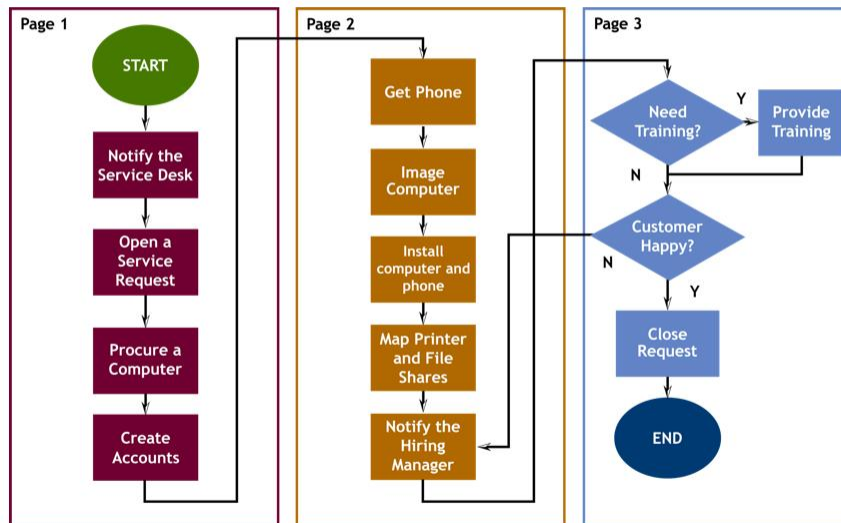 Page 1
START
Notify the
Service Desk
Open a
Service
Request
Procure a
Computer
Create
Accounts
Page 2
Get Phone
Image
Computer
Install
computer and
phone
Map Printer
and File
Shares
Notify the
Hiring
Manager
Page 3
Need
Training?
Y
Provide
Training
N
Customer
Happy?
N
Y
Close
Request
END